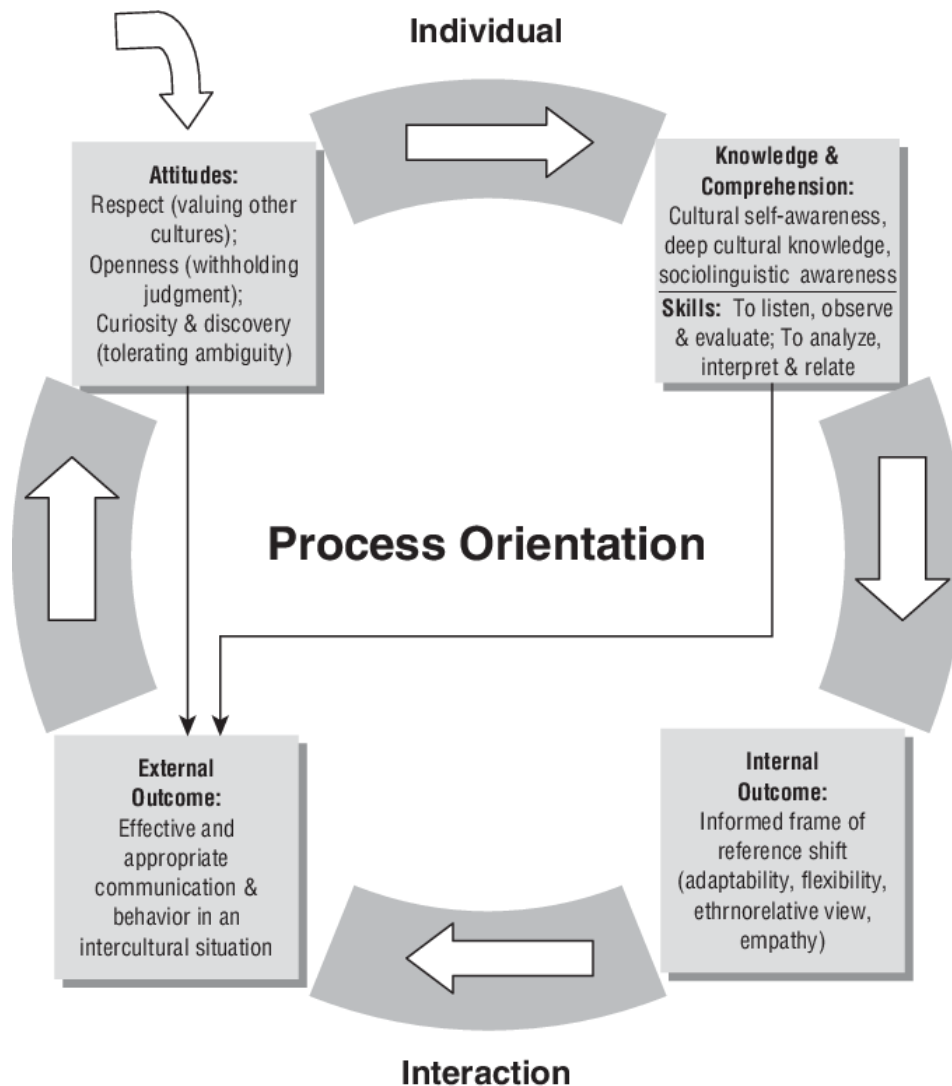 Individual
Attitudes:
Respect (valuing other
cultures);
Openness (withholding
judgment);
Curiosity & discovery
(tolerating ambiguity)
Knowledge &
Comprehension:
Cultural self-awareness,
deep cultural knowledge,
sociolinguistic awareness
Skills: To listen, observe
& evaluate; To analyze,
interpret & relate
Process Orientation
External
Outcome:
Effective and
appropriate
communication &
behavior in an
intercultural situation
Internal
Outcome:
Informed frame of
reference shift
(adaptability, flexibility,
ethrnorelative view,
empathy)
Interaction